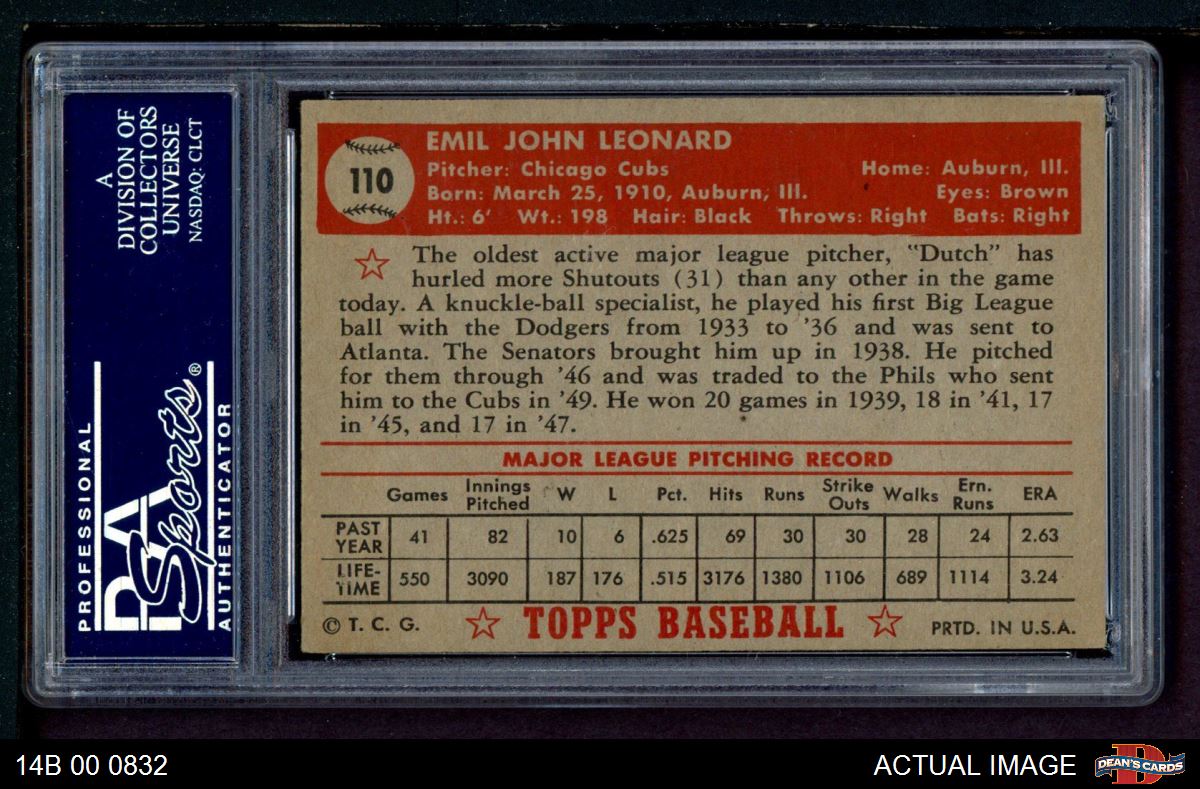 A
DIVISION OF
COLLECTORS
UNIVERSE
NASDAQ: CLCT
PROFESSIONAL
PSA
Sports®
AUTHENTICATOR
110
EMIL JOHN LEONARD
Pitcher: Chicago Cubs Home: Auburn, Ill.
Born: March 25, 1910, Auburn, Ill. Eyes: Brown
Ht.: 6' Wt.: 198 Hair: Black Throws: Right Bats: Right
The oldest active major league pitcher, "Dutch" has
hurled more Shutouts (31) than any other in the game
today. A knuckle-ball specialist, he played his first Big League
ball with the Dodgers from 1933 to '36 and was sent to
Atlanta. The Senators brought him up in 1938. He pitched
for them through '46 and was traded to the Phils who sent
him to the Cubs in '49. He won 20 games in 1939, 18 in '41, 17
in '45, and 17 in '47.
MAJOR LEAGUE PITCHING RECORD
Games Innings Pitched W L Pct. Hits Runs Strike Outs Walks Ern. Runs ERA
PAST YEAR 41 82 10 6 .625 69 30 30 28 24 2.63
LIFE-TIME 550 3090 187 176 .515 3176 1380 1106 689 1114 3.24
© T. C. G. TOPPS BASEBALL PRTD. IN U.S.A.
14B 00 0832 ACTUAL IMAGE
D
DEAN'S CARDS